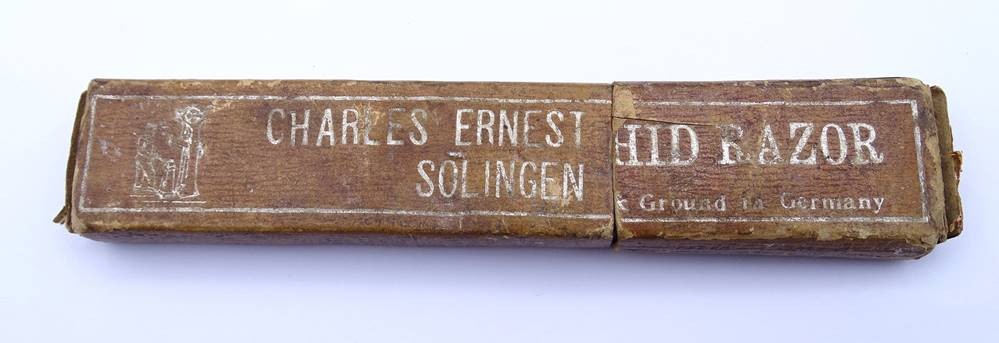 CHARLES ERNEST
SOLINGEN
HID RAZOR
& Ground in Germany